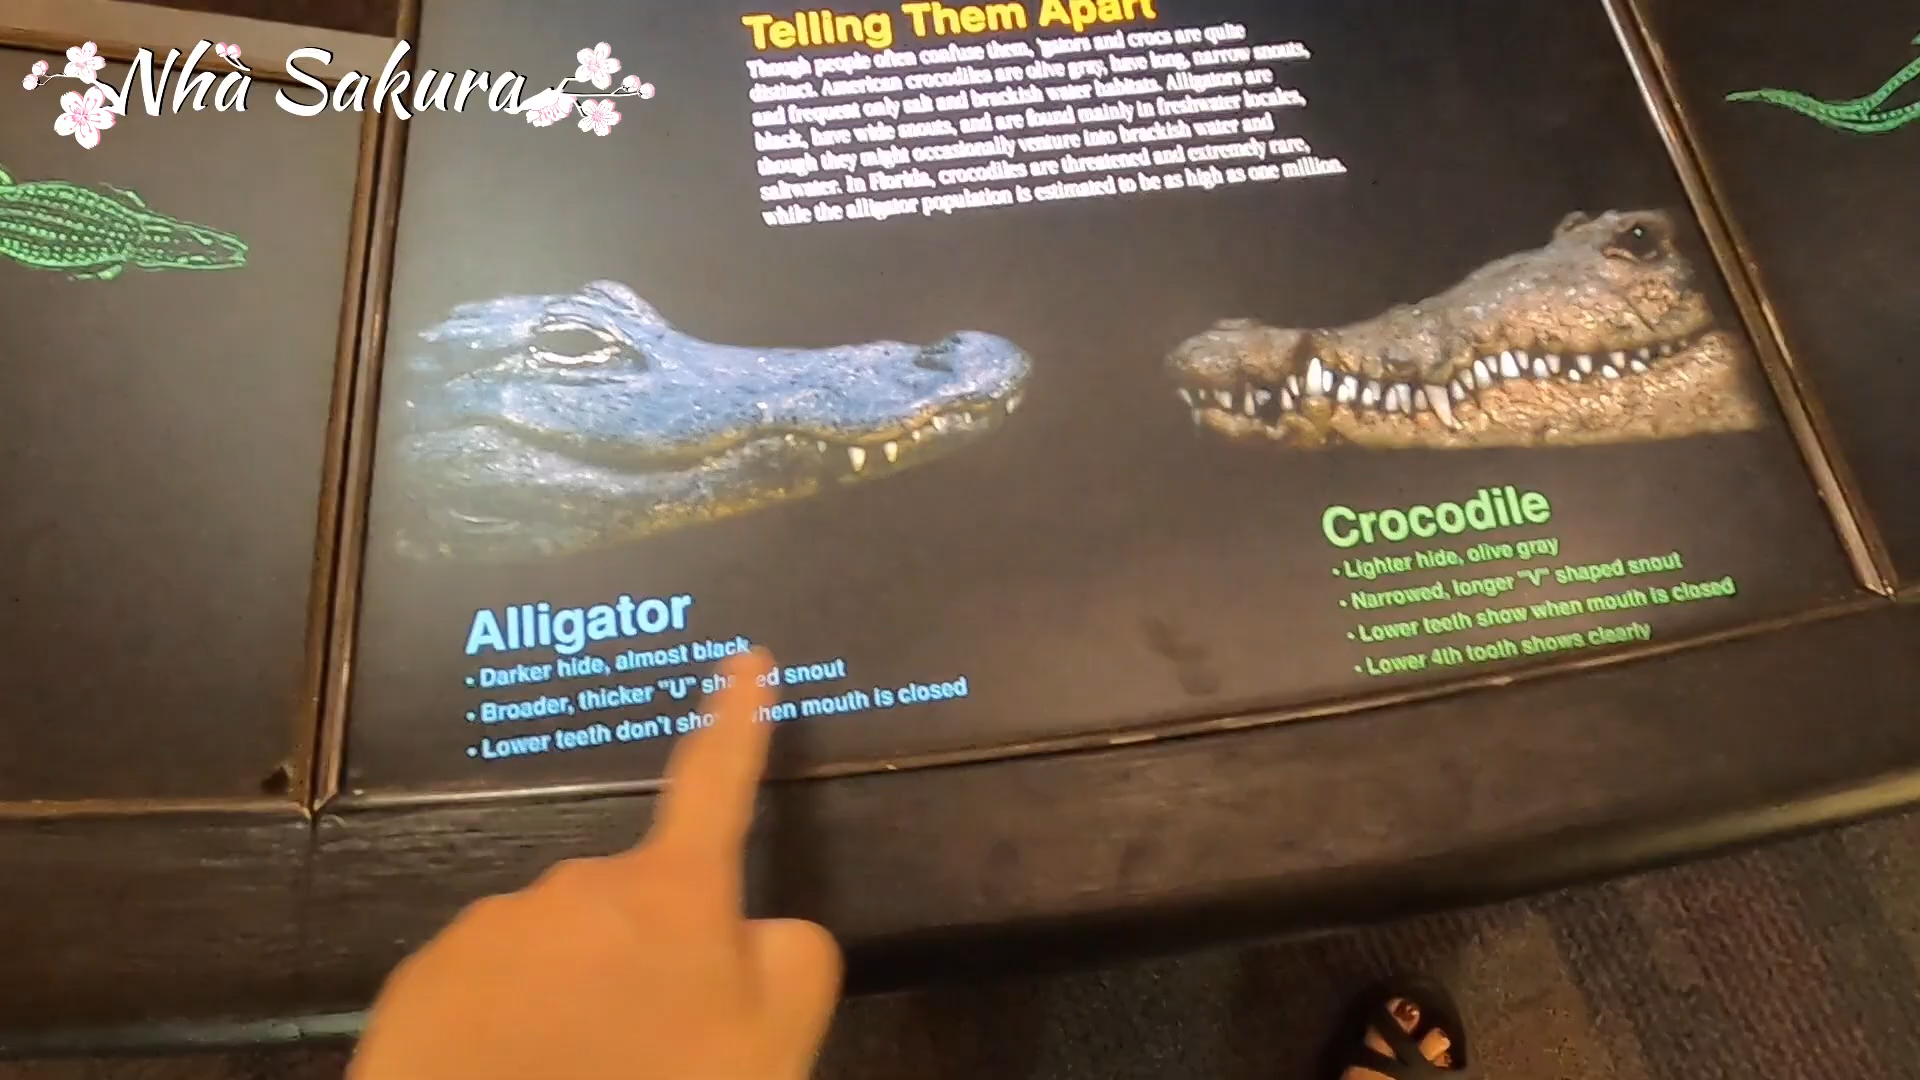 Nhà Sakura
Telling Them Apart
Though people often confuse them, 'gators and crocs are quite
distinct. American crocodiles are olive gray, have long, narrow snouts,
and frequent only salt and brackish water habitats. Alligators are
black, have wide snouts, and are found mainly in freshwater locales,
though they might occasionally venture into brackish water and
saltwater. In Florida, crocodiles are threatened and extremely rare,
while the alligator population is estimated to be as high as one million.
Alligator
• Darker hide, almost black
• Broader, thicker "U" shaped snout
• Lower teeth don't show when mouth is closed
Crocodile
• Lighter hide, olive gray
• Narrowed, longer "V" shaped snout
• Lower teeth show when mouth is closed
• Lower 4th tooth shows clearly